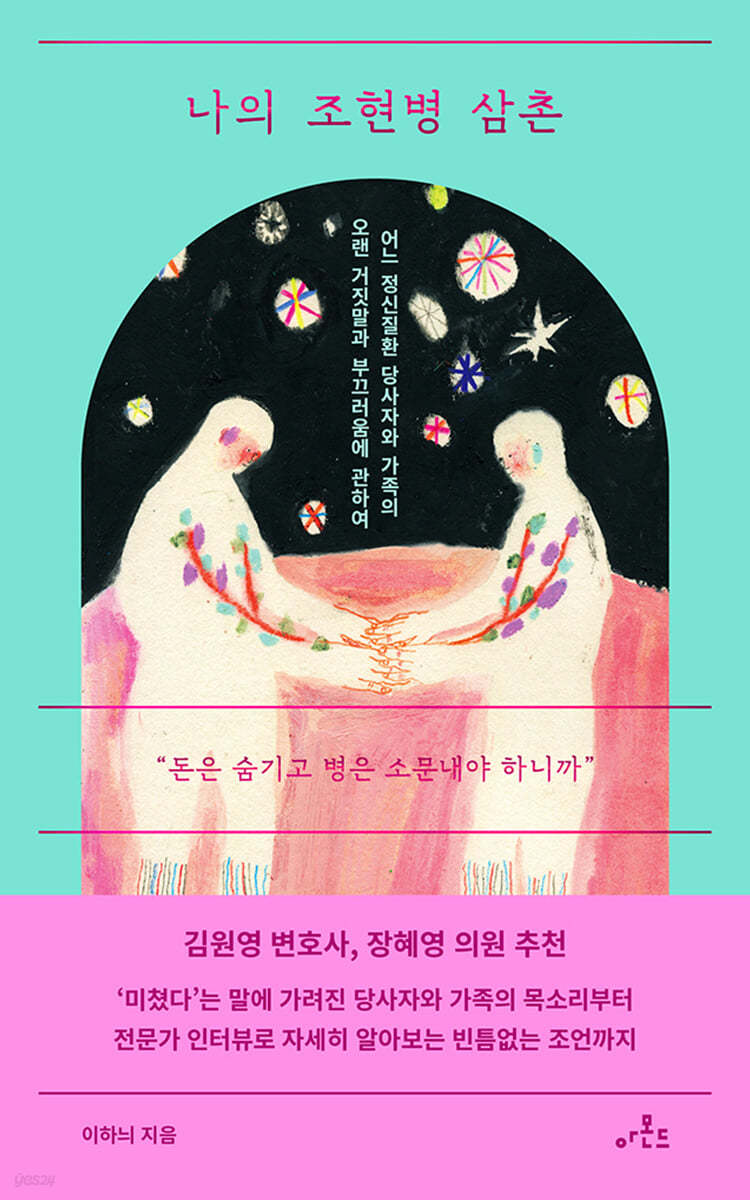 나의 조현병 삼촌
어느 정신질환 당사자와 가족의
오랜 거짓말과 부끄러움에 관하여
“돈은 숨기고 병은 소문내야 하니까”
김원영 변호사, 장혜영 의원 추천
‘미쳤다’는 말에 가려진 당사자와 가족의 목소리부터
전문가 인터뷰로 자세히 알아보는 빈틈없는 조언까지
이하늬 지음
아몬드
yes24